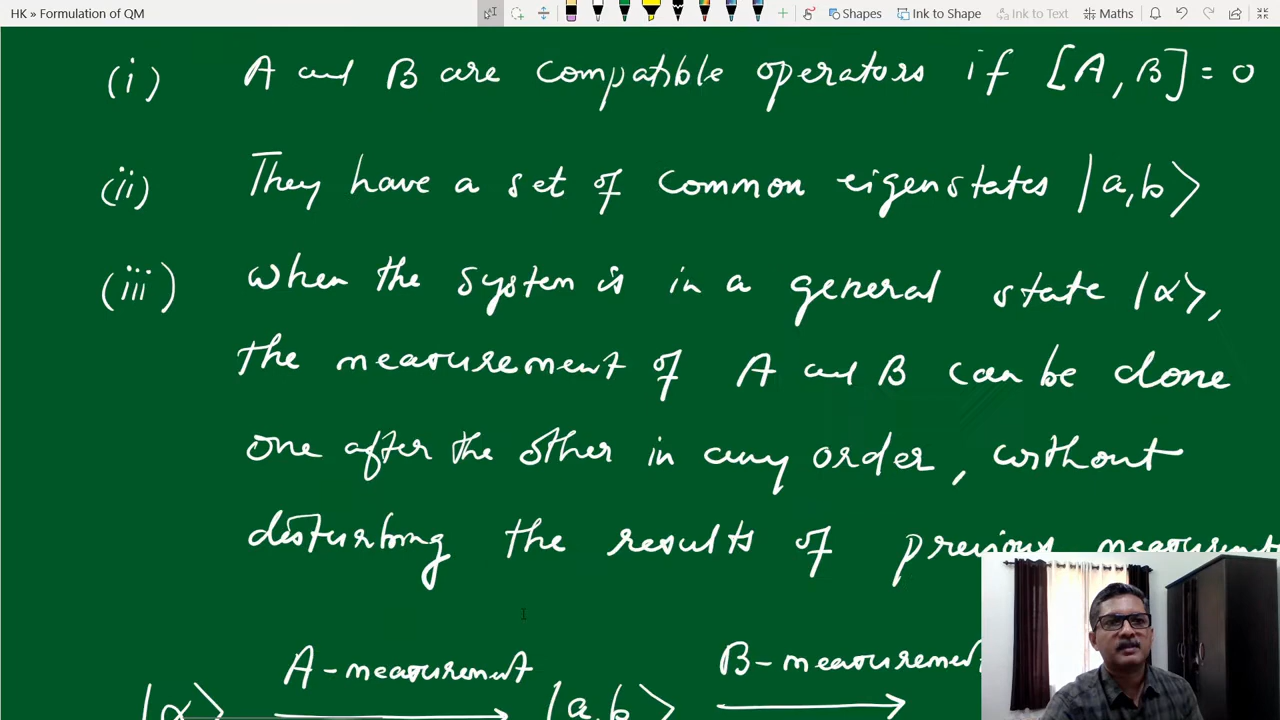 HK » Formulation of QM
Shapes Ink to Shape Ink to Text Maths
(i) A and B are compatible operators if [A, B] = 0
(ii) They have a set of common eigenstates |a,b⟩
(iii) when the system is in a general state |α⟩,
the measurement of A and B can be done
one after the other in any order, without
disturbing the results of previous measurement
A-measurement B-measurement
|α⟩ ⟶ |a,b⟩ ⟶